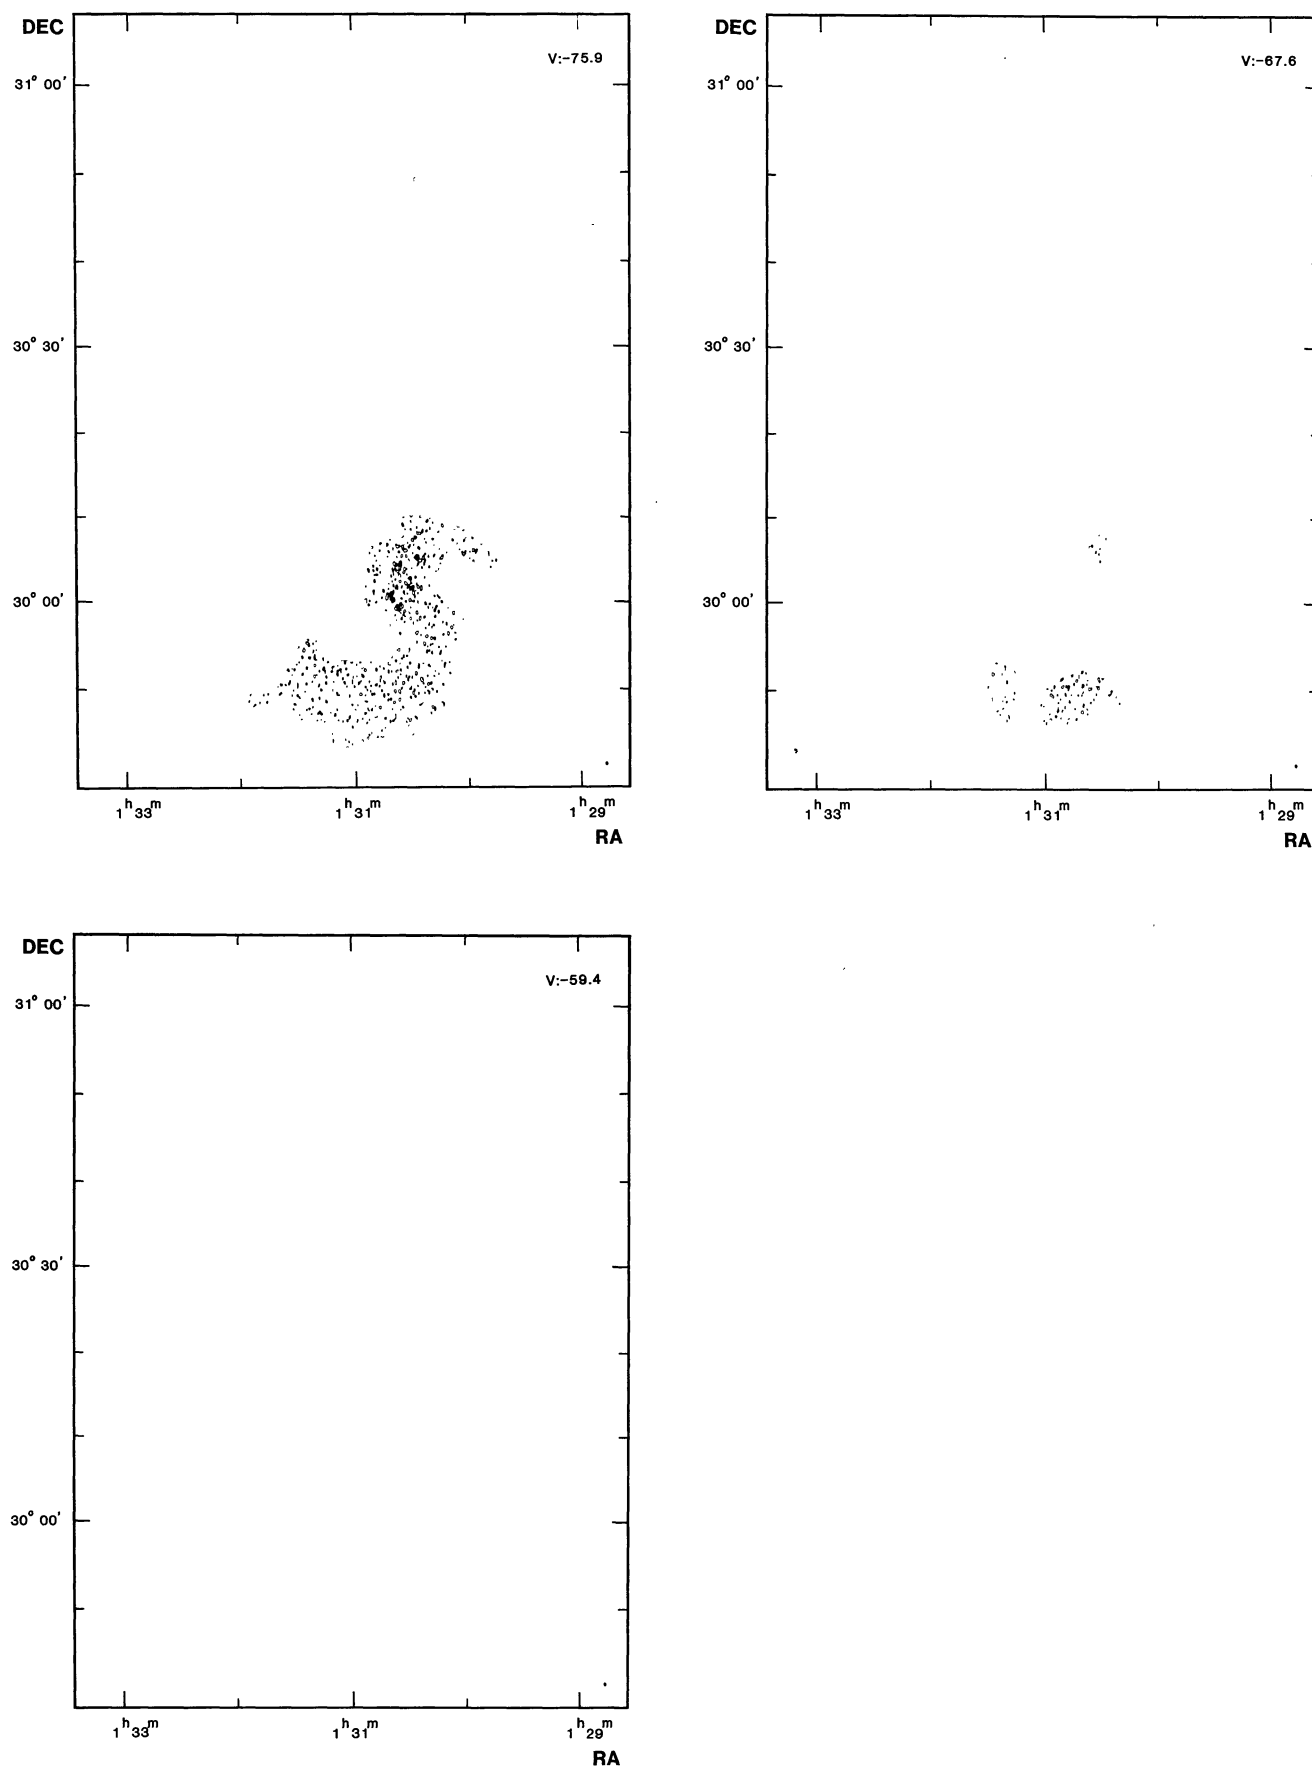 DEC
V:-75.9
31° 00'
30° 30'
30° 00'
1ʰ33ᵐ 1ʰ31ᵐ 1ʰ29ᵐ
RA
DEC
V:-67.6
31° 00'
30° 30'
30° 00'
1ʰ33ᵐ 1ʰ31ᵐ 1ʰ29ᵐ
RA
DEC
V:-59.4
31° 00'
30° 30'
30° 00'
1ʰ33ᵐ 1ʰ31ᵐ 1ʰ29ᵐ
RA